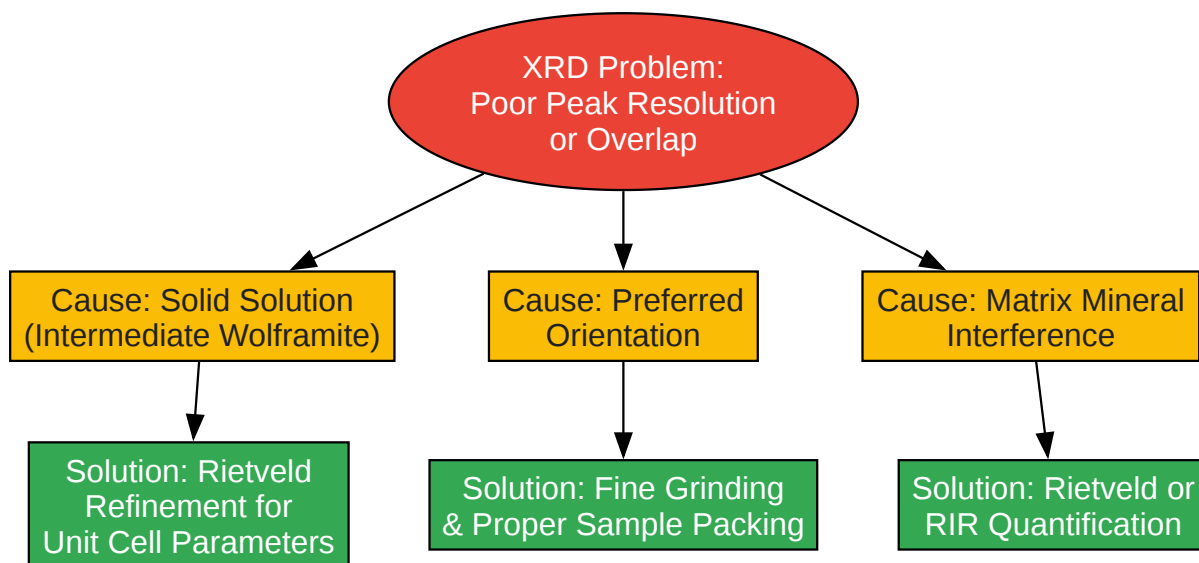 XRD Problem:
Poor Peak Resolution
or Overlap
Cause: Solid Solution
(Intermediate Wolframite)
Cause: Preferred
Orientation
Cause: Matrix Mineral
Interference
Solution: Rietveld
Refinement for
Unit Cell Parameters
Solution: Fine Grinding
& Proper Sample Packing
Solution: Rietveld or
RIR Quantification